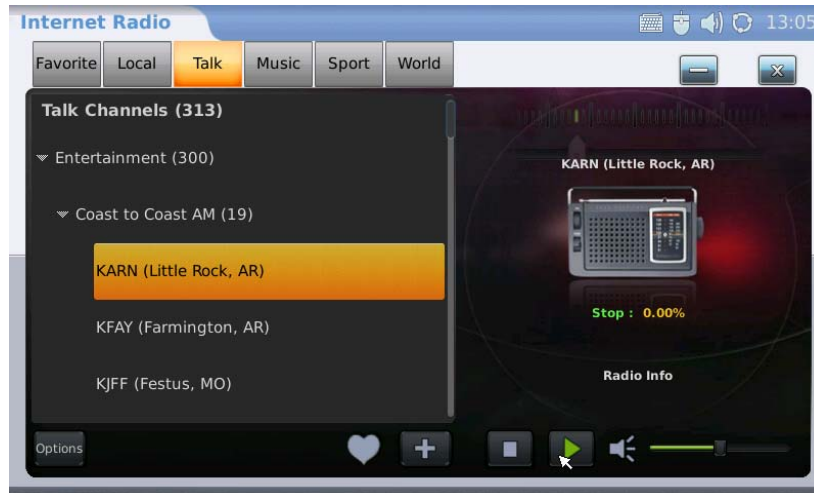 Internet Radio
13:05
Favorite Local Talk Music Sport World
Talk Channels (313)
Entertainment (300)
Coast to Coast AM (19)
KARN (Little Rock, AR)
KFAY (Farmington, AR)
KJFF (Festus, MO)
KARN (Little Rock, AR)
Stop : 0.00%
Radio Info
Options